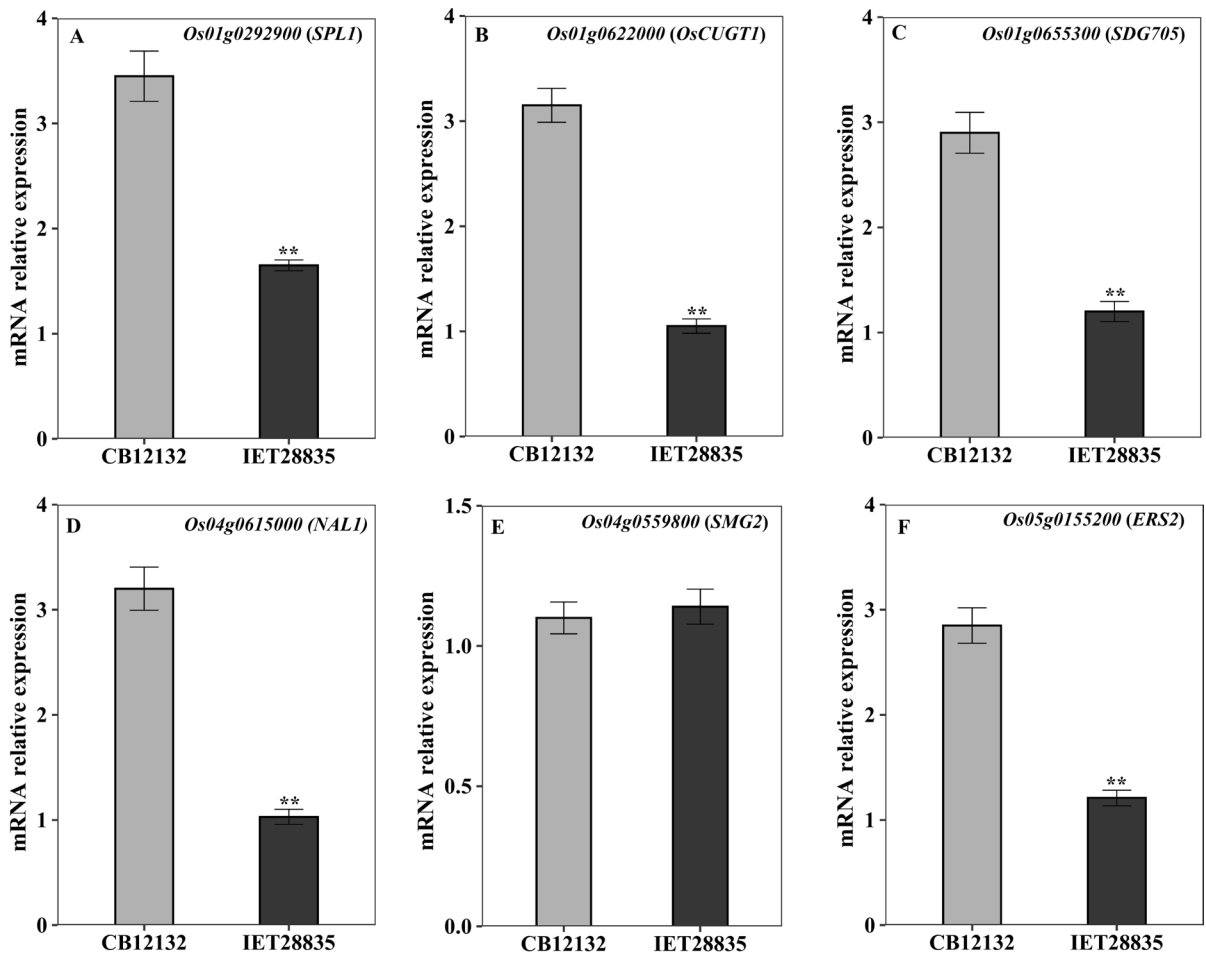 A
Os01g0292900 (SPL1)
mRNA relative expression
4
3
2
1
0
**
CB12132
IET28835
B
Os01g0622000 (OsCUGT1)
mRNA relative expression
4
3
2
1
0
**
CB12132
IET28835
C
Os01g0655300 (SDG705)
mRNA relative expression
4
3
2
1
0
**
CB12132
IET28835
D
Os04g0615000 (NAL1)
mRNA relative expression
4
3
2
1
0
**
CB12132
IET28835
E
Os04g0559800 (SMG2)
mRNA relative expression
1.5
1.0
0.5
0.0
CB12132
IET28835
F
Os05g0155200 (ERS2)
mRNA relative expression
4
3
2
1
0
**
CB12132
IET28835